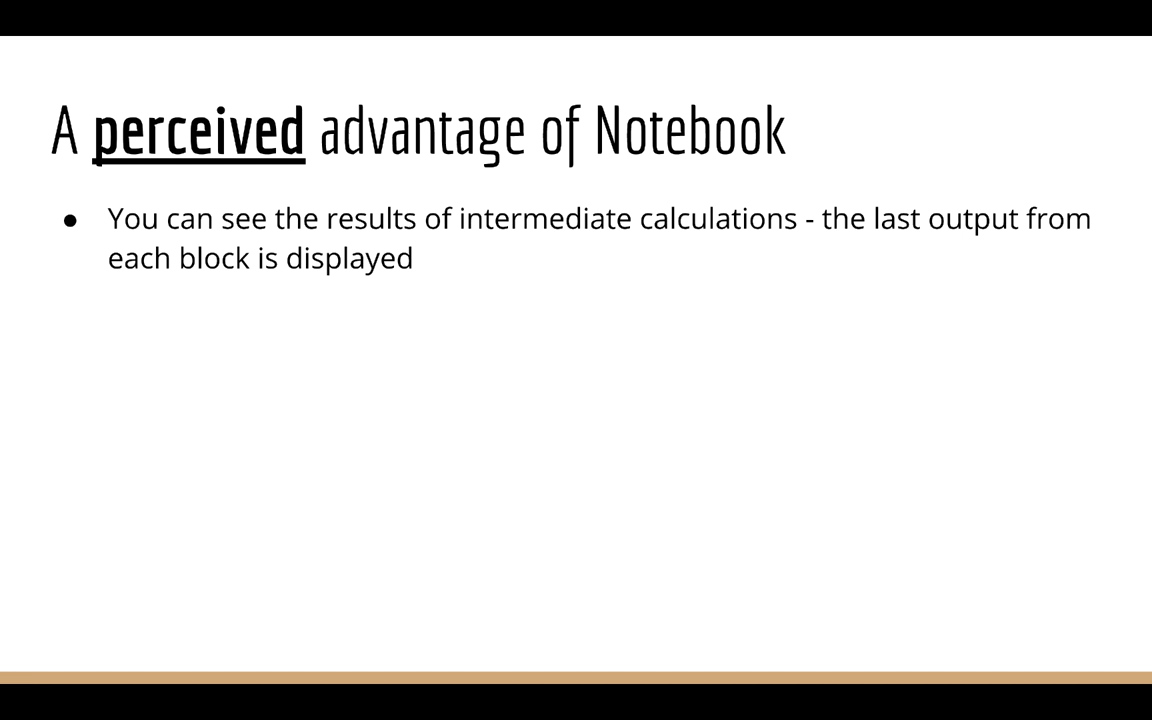 A perceived advantage of Notebook
● You can see the results of intermediate calculations - the last output from
each block is displayed